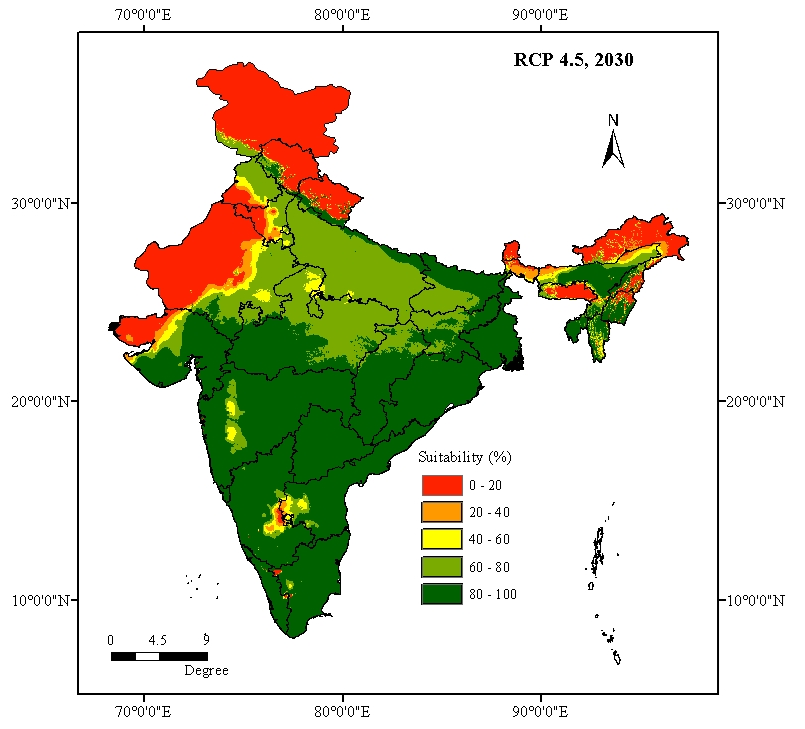 70°0'0"E 80°0'0"E 90°0'0"E
RCP 4.5, 2030
N
30°0'0"N 30°0'0"N
20°0'0"N 20°0'0"N
Suitability (%)
0 - 20
20 - 40
40 - 60
60 - 80
80 - 100
10°0'0"N 10°0'0"N
0 4.5 9
Degree
70°0'0"E 80°0'0"E 90°0'0"E